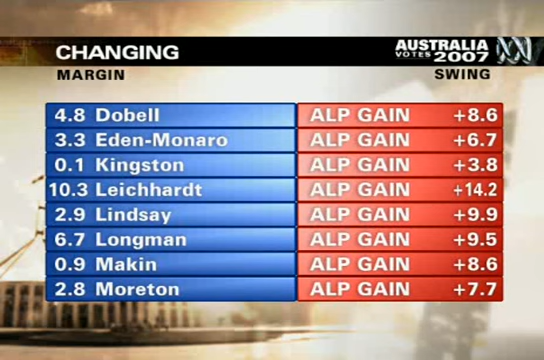 CHANGING
AUSTRALIA
VOTES 2007
MARGIN SWING
4.8 Dobell ALP GAIN +8.6
3.3 Eden-Monaro ALP GAIN +6.7
0.1 Kingston ALP GAIN +3.8
10.3 Leichhardt ALP GAIN +14.2
2.9 Lindsay ALP GAIN +9.9
6.7 Longman ALP GAIN +9.5
0.9 Makin ALP GAIN +8.6
2.8 Moreton ALP GAIN +7.7